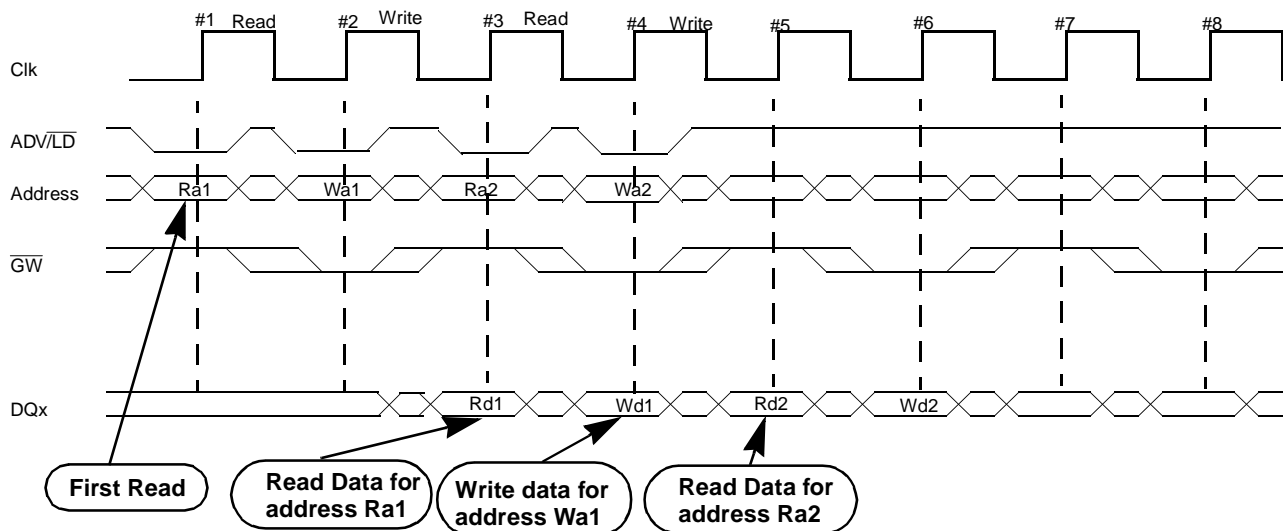 #1 Read #2 Write #3 Read #4 Write #5 #6 #7 #8
Clk
ADV/LD
Address Ra1 Wa1 Ra2 Wa2
GW
DQx Rd1 Wd1 Rd2 Wd2
First Read
Read Data for
address Ra1
Write data for
address Wa1
Read Data for
address Ra2